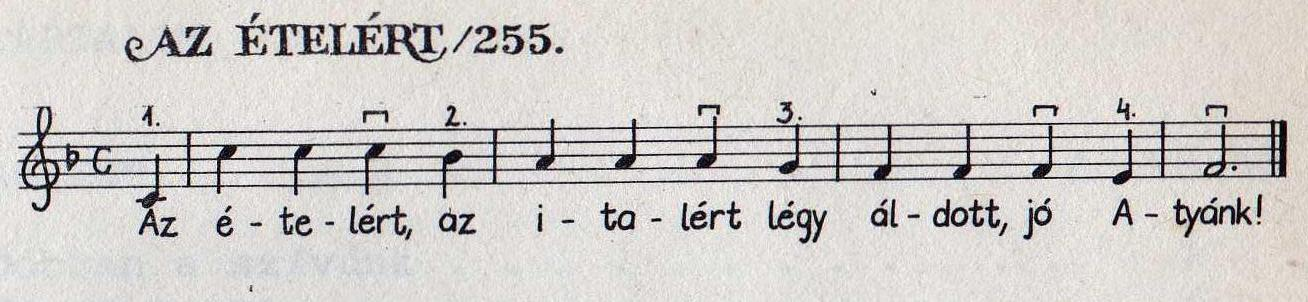 AZ ÉTELÉRT/255.
1. 2. 3. 4.
Az é - te - lért, az i - ta - lért légy ál - dott, jó A - tyánk!